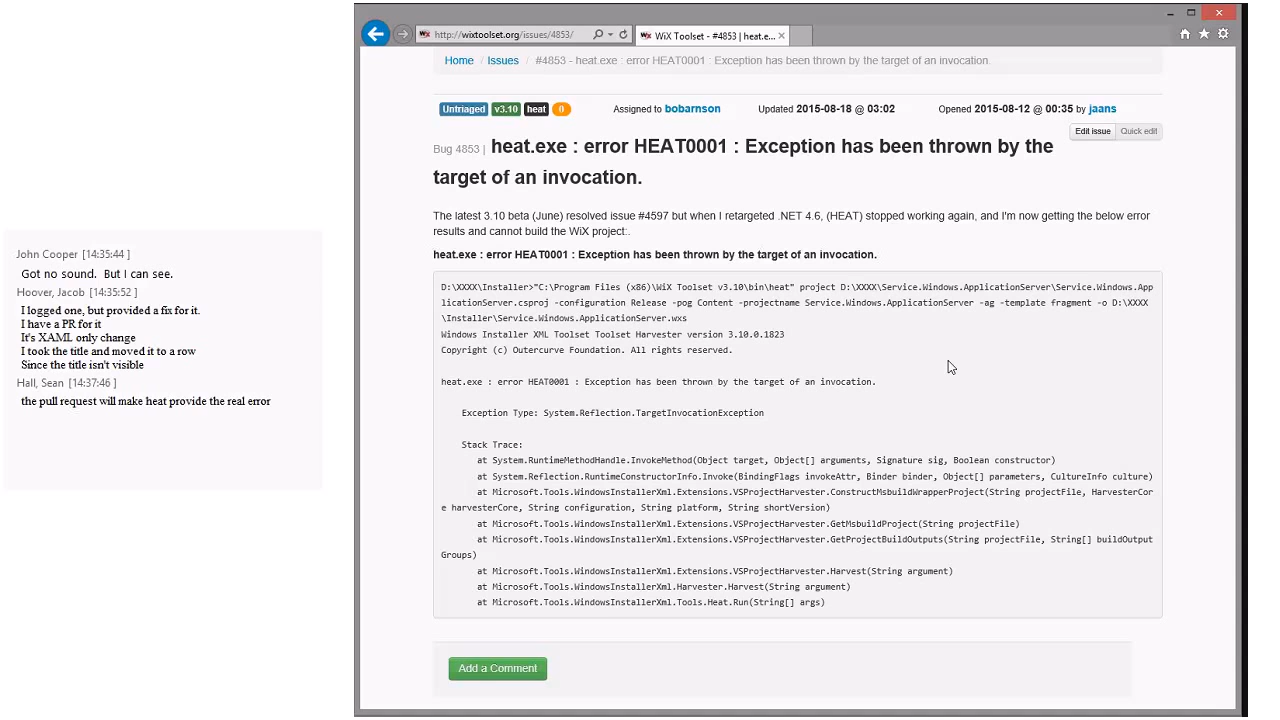 John Cooper [14:35:44 ]
Got no sound.  But I can see.
Hoover, Jacob [14:35:52 ]
I logged one, but provided a fix for it.
I have a PR for it
It's XAML only change
I took the title and moved it to a row
Since the title isn't visible
Hall, Sean [14:37:46 ]
the pull request will make heat provide the real error
http://wixtoolset.org/issues/4853/
WiX Toolset - #4853 | heat.e...
Home / Issues / #4853 - heat.exe : error HEAT0001 : Exception has been thrown by the target of an invocation. /
Untriaged v3.10 heat 0 Assigned to bobarnson Updated 2015-08-18 @ 03:02 Opened 2015-08-12 @ 00:35 by jaans
Edit issue Quick edit
Bug 4853 | heat.exe : error HEAT0001 : Exception has been thrown by the
target of an invocation.
The latest 3.10 beta (June) resolved issue #4597 but when I retargeted .NET 4.6, (HEAT) stopped working again, and I'm now getting the below error
results and cannot build the WiX project:.
heat.exe : error HEAT0001 : Exception has been thrown by the target of an invocation.
D:\XXXX\Installer>"C:\Program Files (x86)\WiX Toolset v3.10\bin\heat" project D:\XXXX\Service.Windows.ApplicationServer\Service.Windows.App
licationServer.csproj -configuration Release -pog Content -projectname Service.Windows.ApplicationServer -ag -template fragment -o D:\XXXX
\Installer\Service.Windows.ApplicationServer.wxs
Windows Installer XML Toolset Toolset Harvester version 3.10.0.1823
Copyright (c) Outercurve Foundation. All rights reserved.
heat.exe : error HEAT0001 : Exception has been thrown by the target of an invocation.
Exception Type: System.Reflection.TargetInvocationException
Stack Trace:
at System.RuntimeMethodHandle.InvokeMethod(Object target, Object[] arguments, Signature sig, Boolean constructor)
at System.Reflection.RuntimeConstructorInfo.Invoke(BindingFlags invokeAttr, Binder binder, Object[] parameters, CultureInfo culture)
at Microsoft.Tools.WindowsInstallerXml.Extensions.VSProjectHarvester.ConstructMsbuildWrapperProject(String projectFile, HarvesterCor
e harvesterCore, String configuration, String platform, String shortVersion)
at Microsoft.Tools.WindowsInstallerXml.Extensions.VSProjectHarvester.GetMsbuildProject(String projectFile)
at Microsoft.Tools.WindowsInstallerXml.Extensions.VSProjectHarvester.GetProjectBuildOutputs(String projectFile, String[] buildOutput
Groups)
at Microsoft.Tools.WindowsInstallerXml.Extensions.VSProjectHarvester.Harvest(String argument)
at Microsoft.Tools.WindowsInstallerXml.Harvester.Harvest(String argument)
at Microsoft.Tools.WindowsInstallerXml.Tools.Heat.Run(String[] args)
Add a Comment